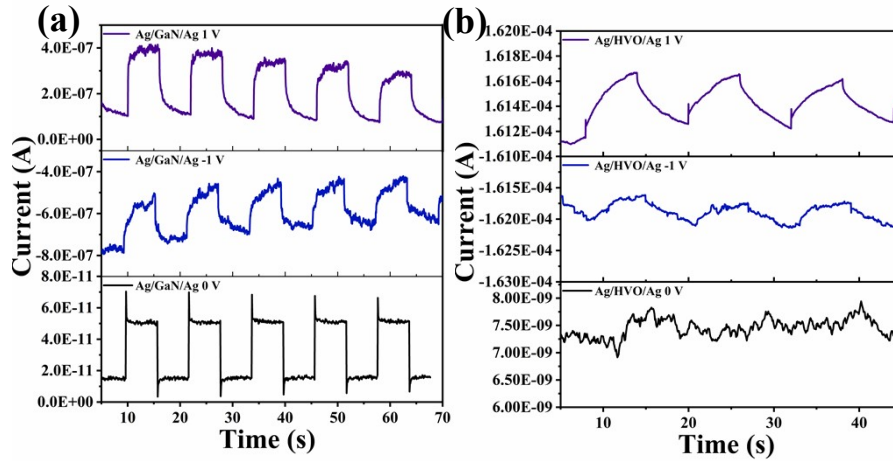 (a)
Ag/GaN/Ag 1 V
4.0E-07
2.0E-07
0.0E+00
Ag/GaN/Ag -1 V
-4.0E-07
-6.0E-07
-8.0E-07
8.0E-11
Ag/GaN/Ag 0 V
6.0E-11
4.0E-11
2.0E-11
0.0E+00
10 20 30 40 50 60 70
Time (s)
Current (A)
(b)
1.620E-04
Ag/HVO/Ag 1 V
1.618E-04
1.616E-04
1.614E-04
1.612E-04
1.610E-04
Ag/HVO/Ag -1 V
-1.615E-04
-1.620E-04
-1.625E-04
-1.630E-04
Ag/HVO/Ag 0 V
8.00E-09
7.50E-09
7.00E-09
6.50E-09
6.00E-09
10 20 30 40
Time (s)
Current (A)